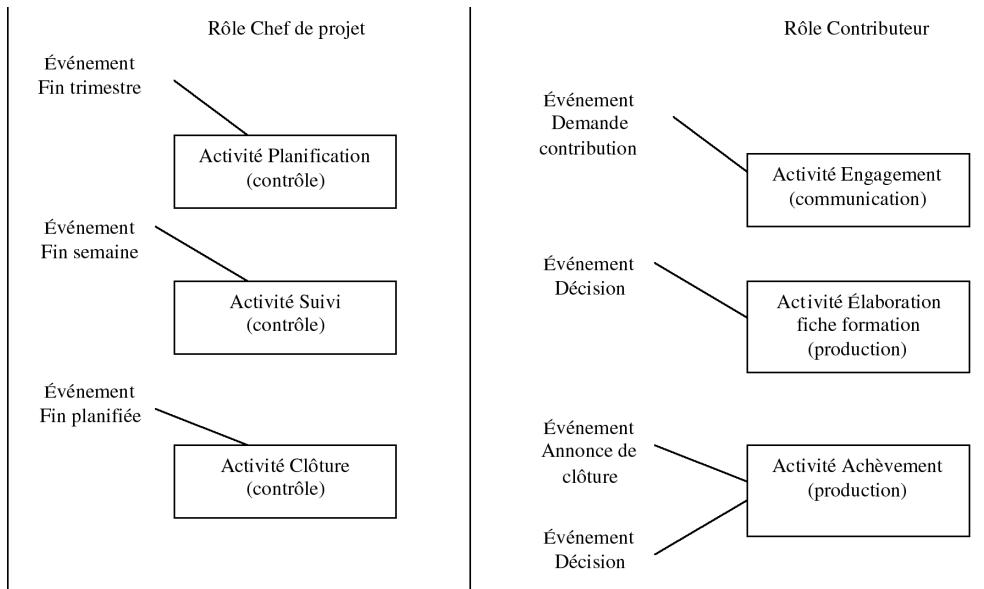 Rôle Chef de projet
Événement
Fin trimestre
Activité Planification
(contrôle)
Événement
Fin semaine
Activité Suivi
(contrôle)
Événement
Fin planifiée
Activité Clôture
(contrôle)
Rôle Contributeur
Événement
Demande
contribution
Activité Engagement
(communication)
Événement
Décision
Activité Élaboration
fiche formation
(production)
Événement
Annonce de
clôture
Activité Achèvement
(production)
Événement
Décision